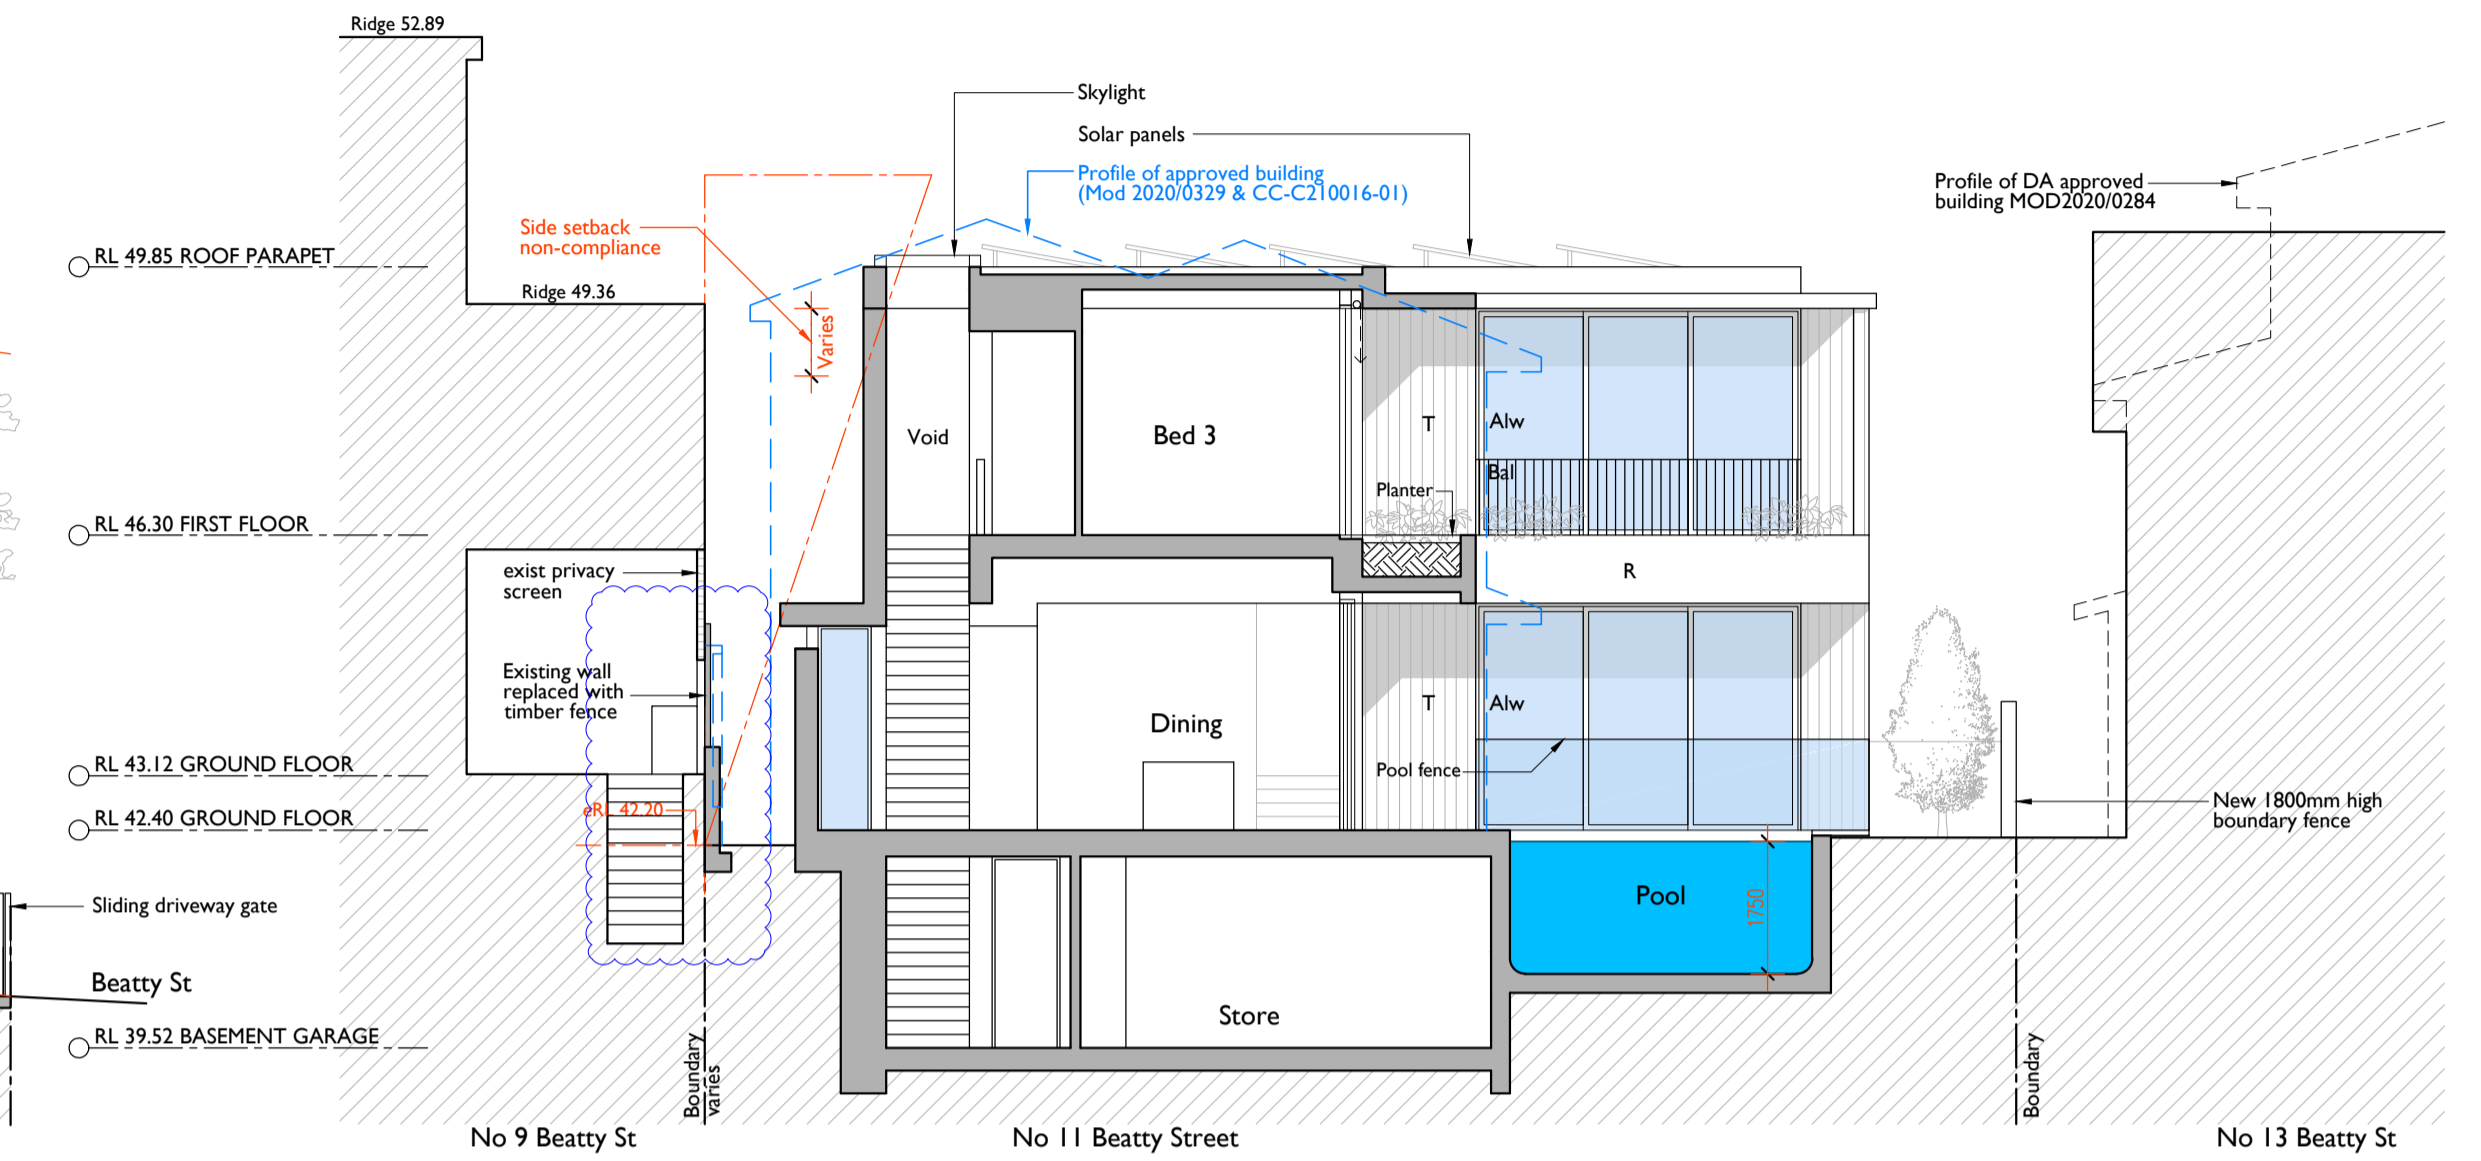 Ridge 52.89
Skylight
Solar panels
Profile of approved building
(Mod 2020/0329 & CC-C210016-01)
Profile of DA approved
building MOD2020/0284
Side setback
non-compliance
RL 49.85 ROOF PARAPET
Ridge 49.36
Varies
Void
Bed 3
T
Alw
Bal
Planter
RL 46.30 FIRST FLOOR
exist privacy
screen
R
Existing wall
replaced with
timber fence
Dining
T
Alw
Pool fence
RL 43.12 GROUND FLOOR
eRL 42.20
RL 42.40 GROUND FLOOR
New 1800mm high
boundary fence
Sliding driveway gate
Pool
1750
Beatty St
Store
RL 39.52 BASEMENT GARAGE
Boundary
varies
Boundary
No 9 Beatty St
No 11 Beatty Street
No 13 Beatty St